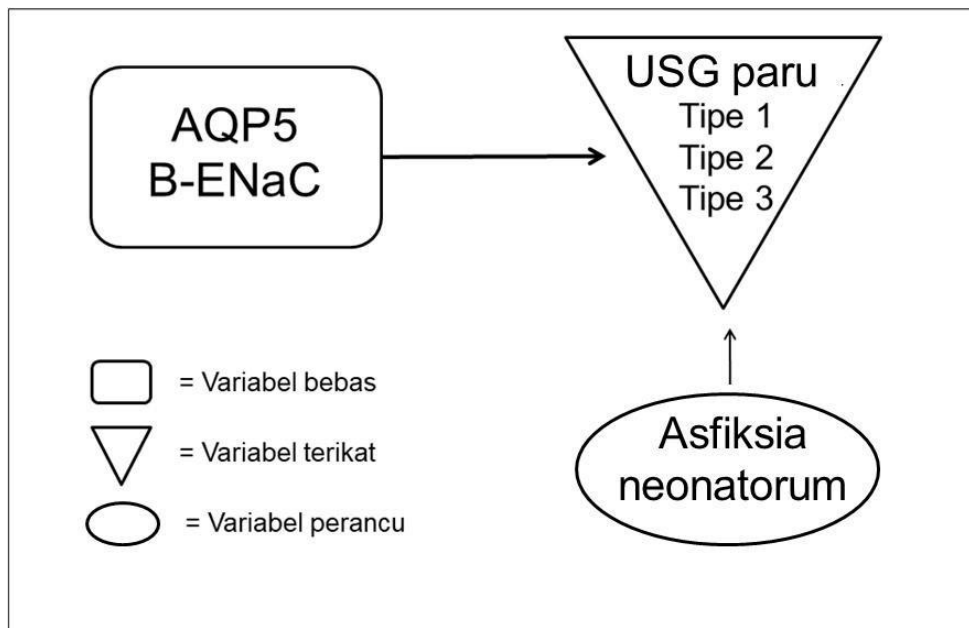 AQP5
B-ENaC
USG paru
Tipe 1
Tipe 2
Tipe 3
= Variabel bebas
= Variabel terikat
= Variabel perancu
Asfiksia
neonatorum